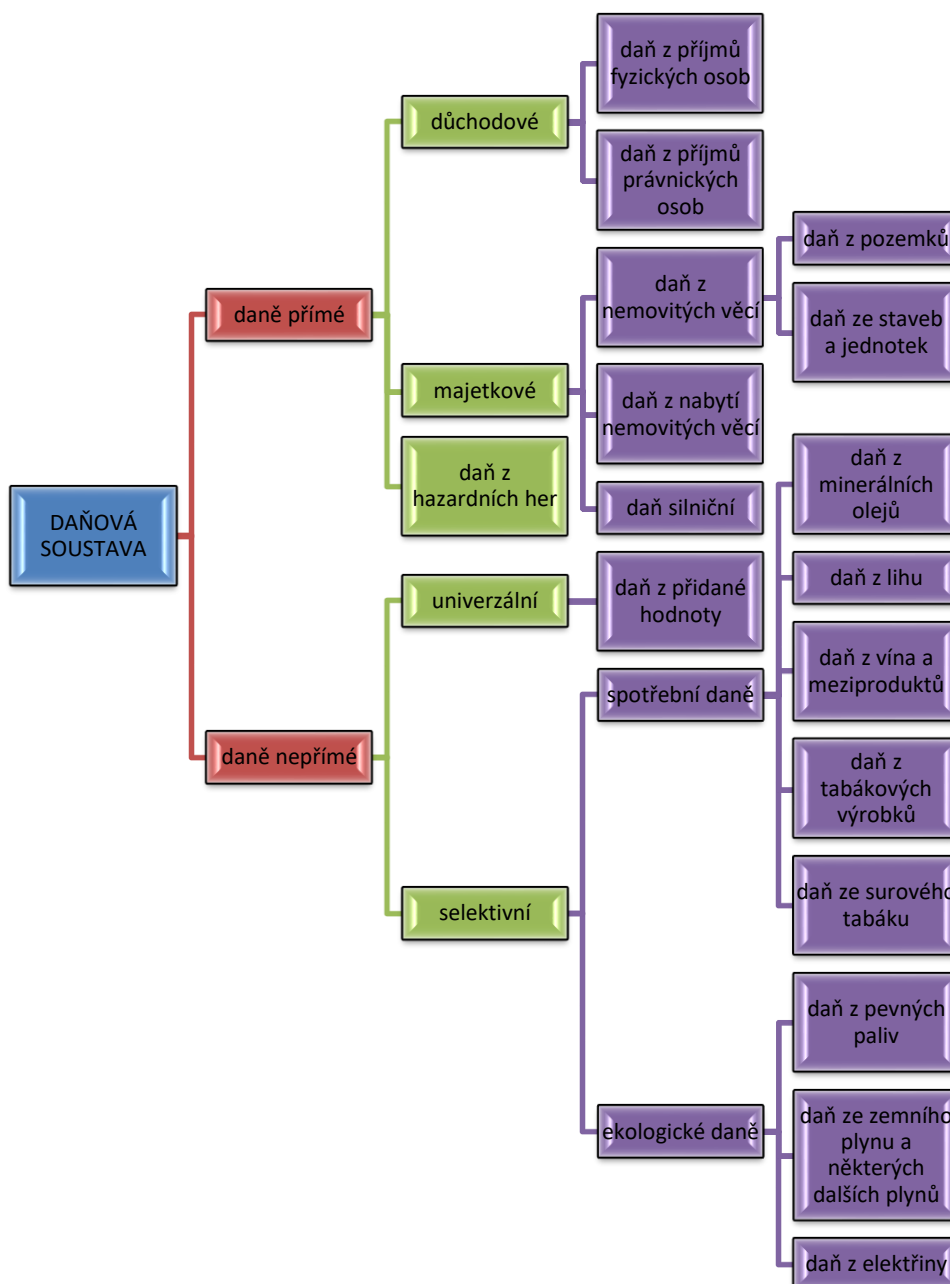 DAŇOVÁ
SOUSTAVA
daně přímé
důchodové
daň z příjmů
fyzických osob
daň z příjmů
právnických
osob
majetkové
daň z
nemovitých věcí
daň z pozemků
daň ze staveb
a jednotek
daň z nabytí
nemovitých věcí
daň silniční
daň z
hazardních her
daně nepřímé
univerzální
daň z přidané
hodnoty
selektivní
spotřební daně
daň z
minerálních
olejů
daň z lihu
daň z vína a
meziproduktů
daň z
tabákových
výrobků
daň ze surového
tabáku
ekologické daně
daň z pevných
paliv
daň ze zemního
plynu a
některých
dalších plynů
daň z elektřiny